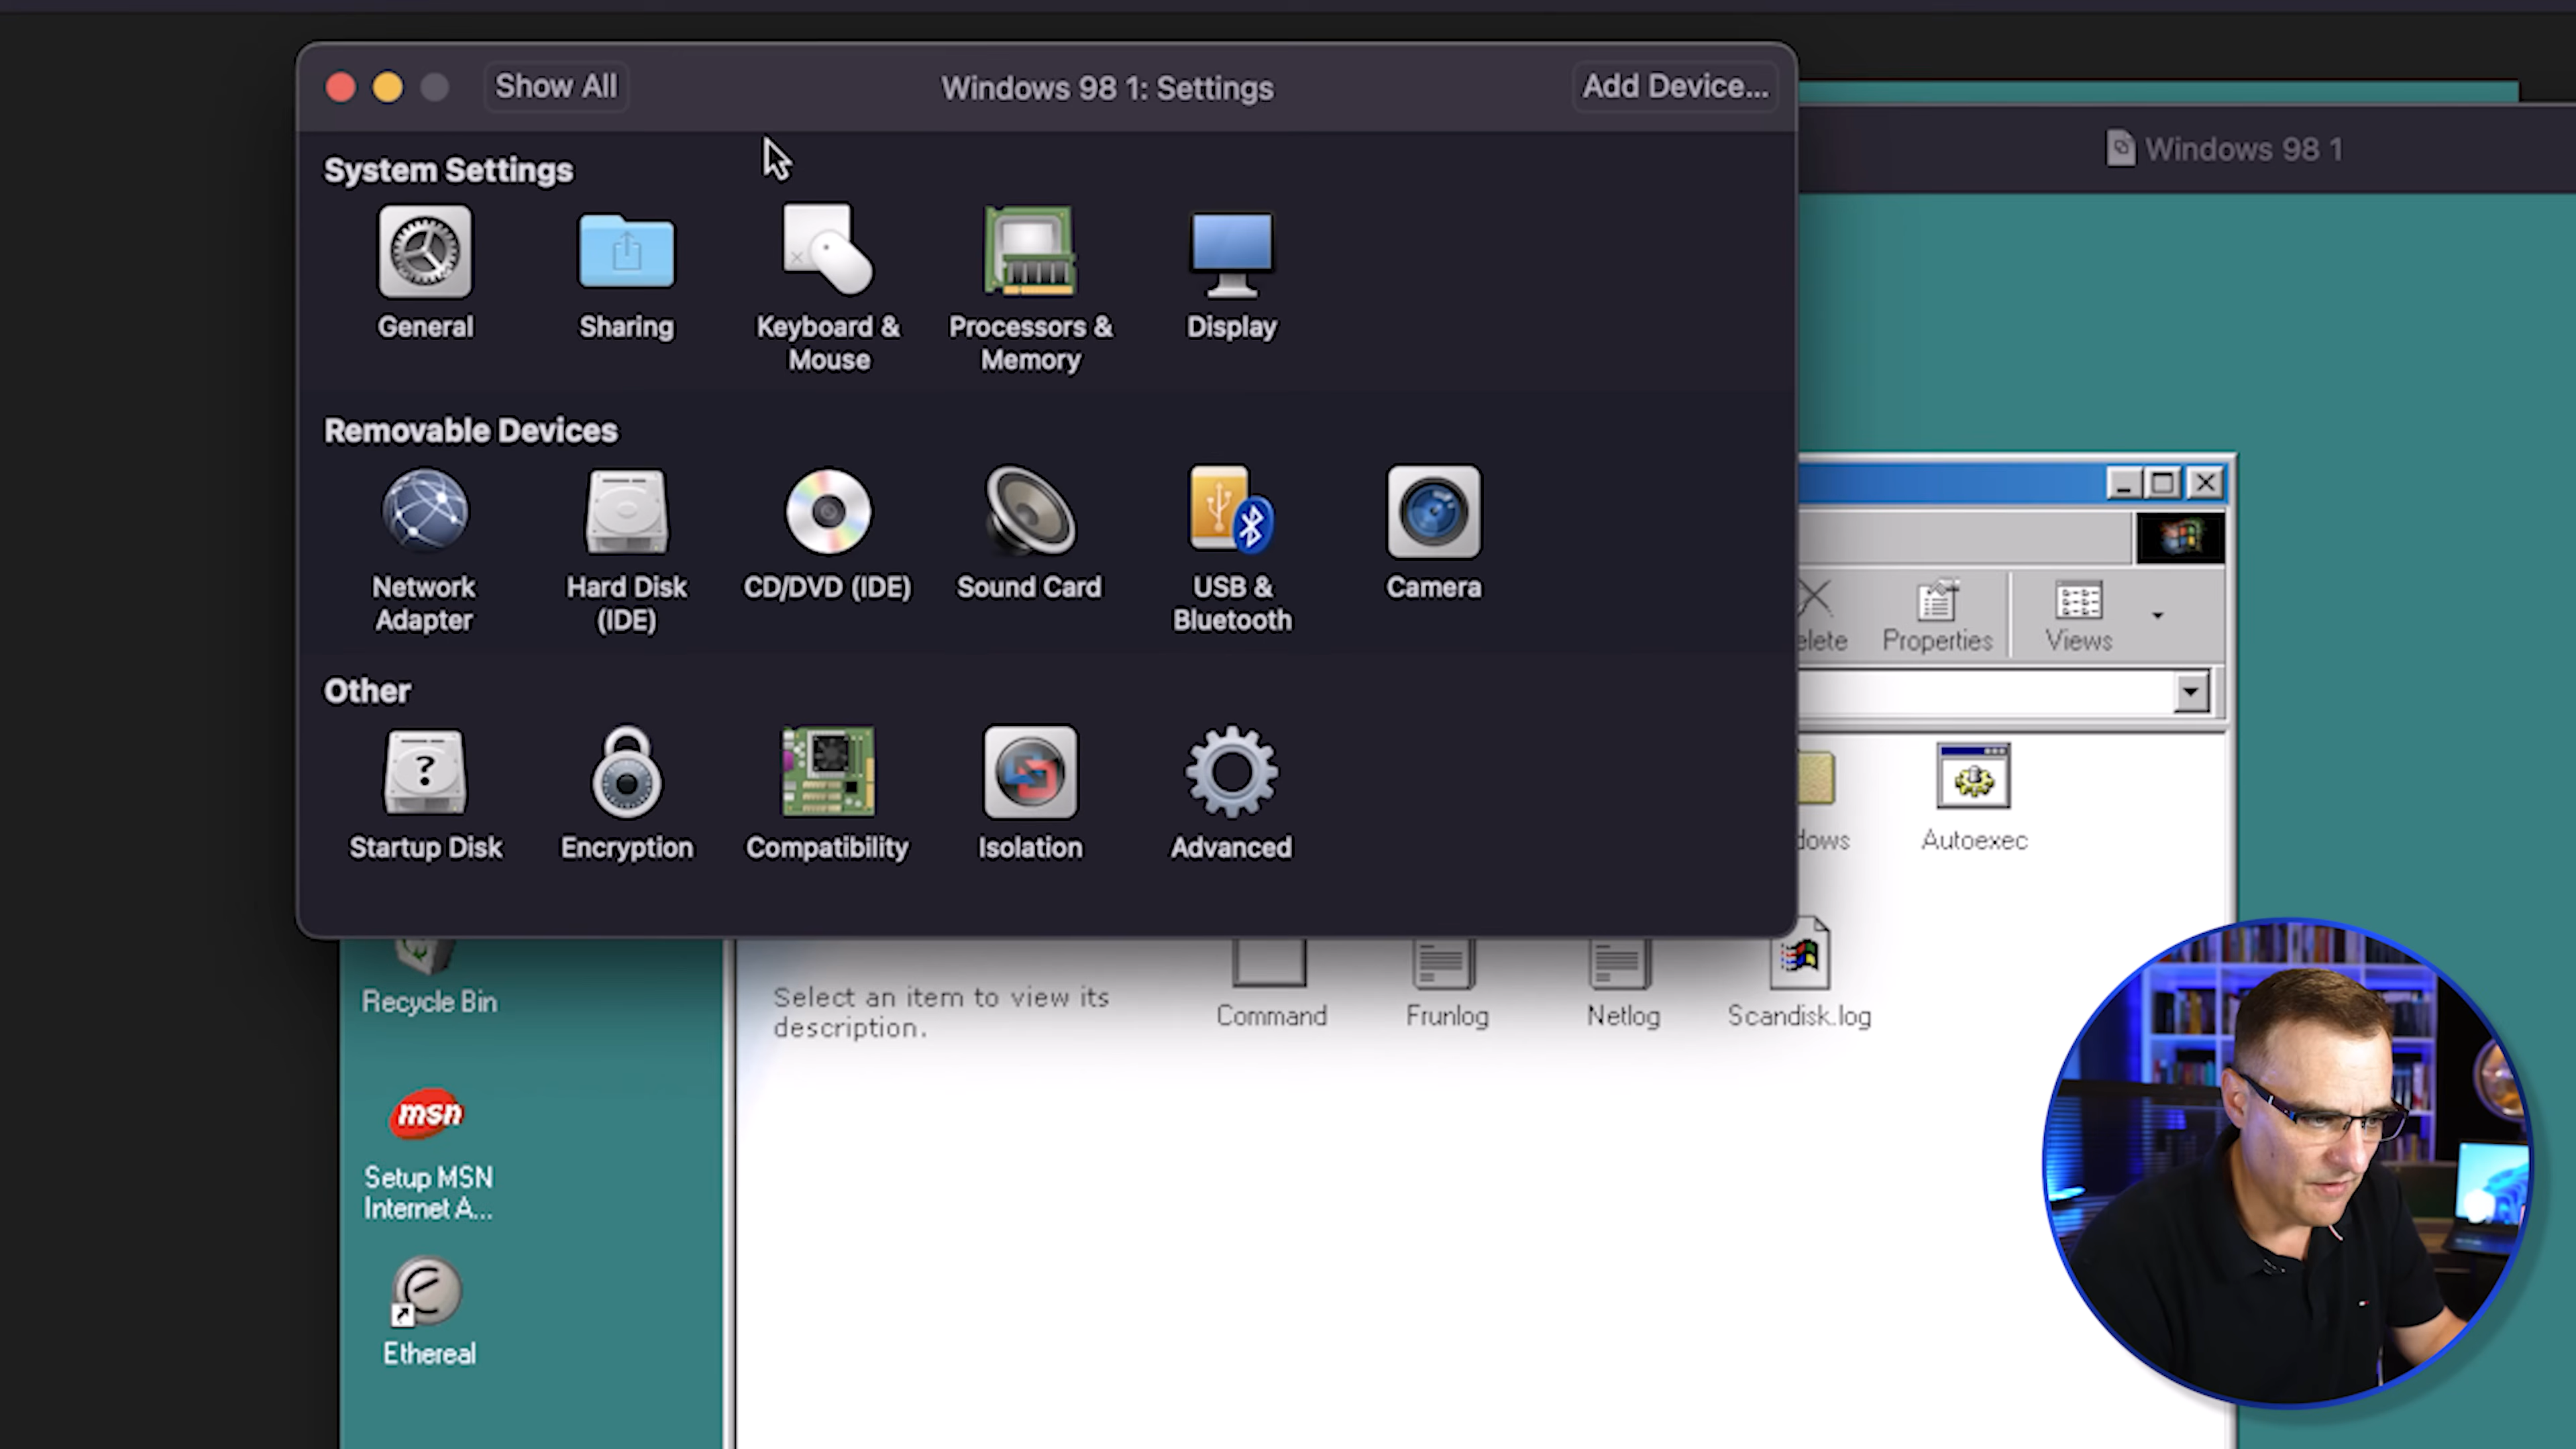 Show All
Windows 98 1: Settings
Add Device...
Windows 98 1
System Settings
General
Sharing
Keyboard &
Mouse
Processors &
Memory
Display
Removable Devices
Network
Adapter
Hard Disk
(IDE)
CD/DVD (IDE)
Sound Card
USB &
Bluetooth
Camera
elete
Properties
Views
Other
?
Startup Disk
Encryption
Compatibility
Isolation
Advanced
dows
Autoexec
Recycle Bin
Select an item to view its
description.
Command
Frunlog
Netlog
Scandisk.log
msn
Setup MSN
Internet A...
Ethereal